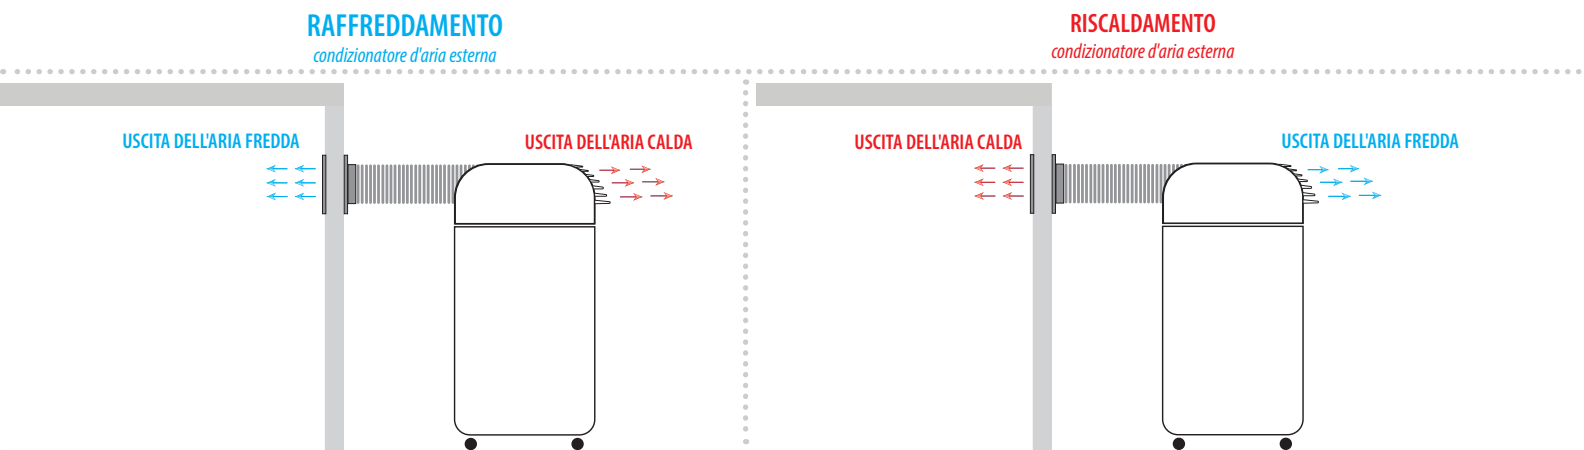 RAFFREDDAMENTO
condizionatore d'aria esterna
USCITA DELL'ARIA FREDDA
USCITA DELL'ARIA CALDA
RISCALDAMENTO
condizionatore d'aria esterna
USCITA DELL'ARIA CALDA
USCITA DELL'ARIA FREDDA